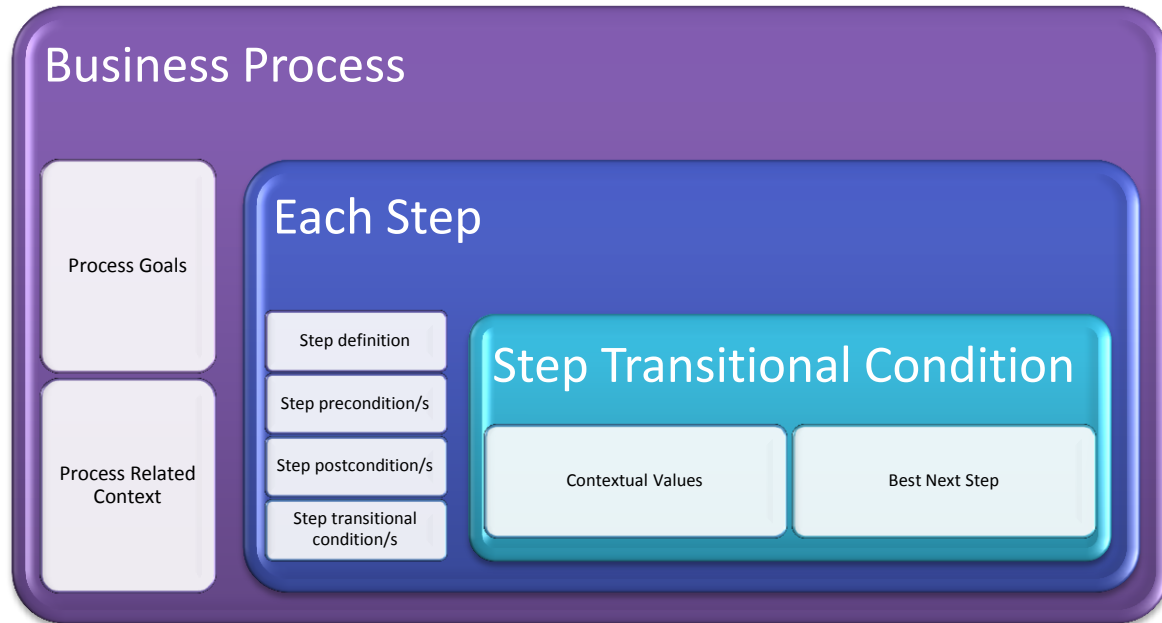 Business Process
Process Goals
Process Related
Context
Each Step
Step definition
Step precondition/s
Step postcondition/s
Step transitional
condition/s
Step Transitional Condition
Contextual Values
Best Next Step